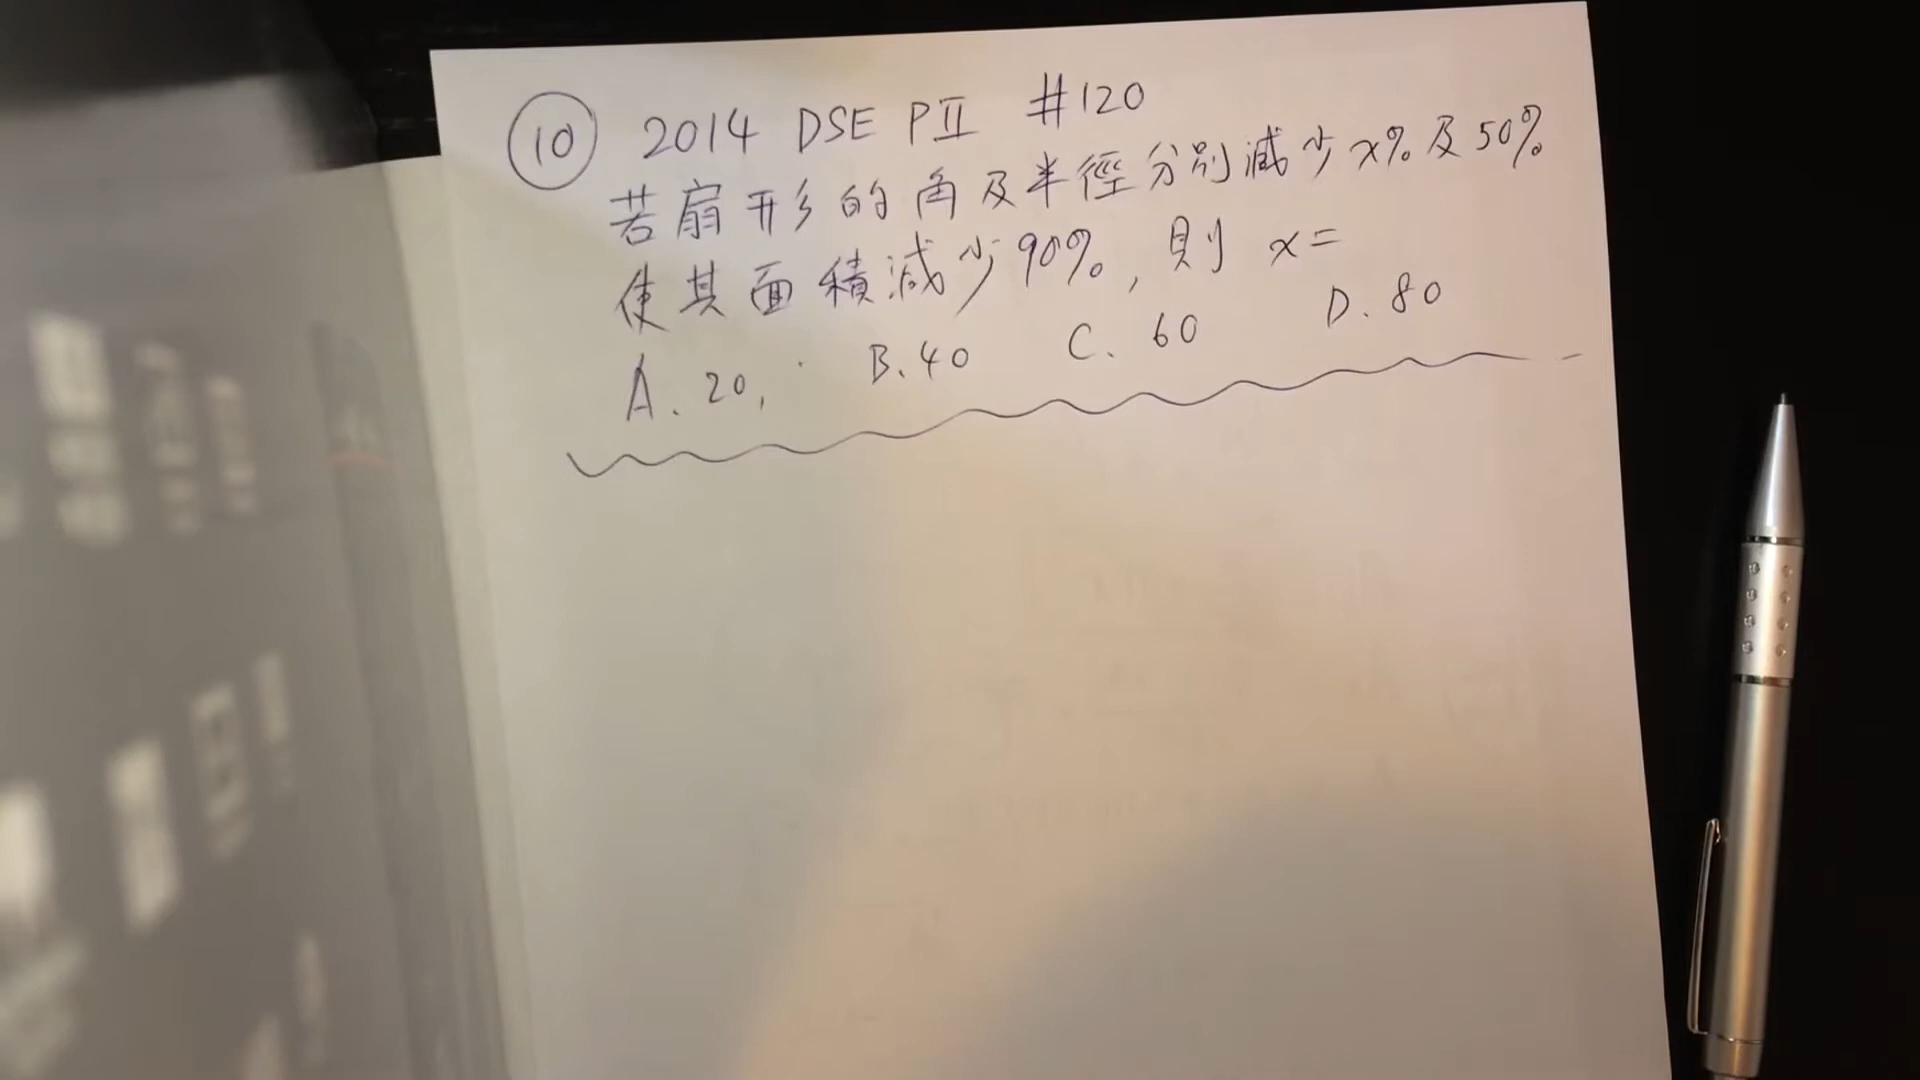 ⑩ 2014 DSE PⅡ #120
若扇形的角及半徑分別減少x%及50%
使其面積減少90%, 則 x=
A. 20, B. 40 C. 60 D. 80